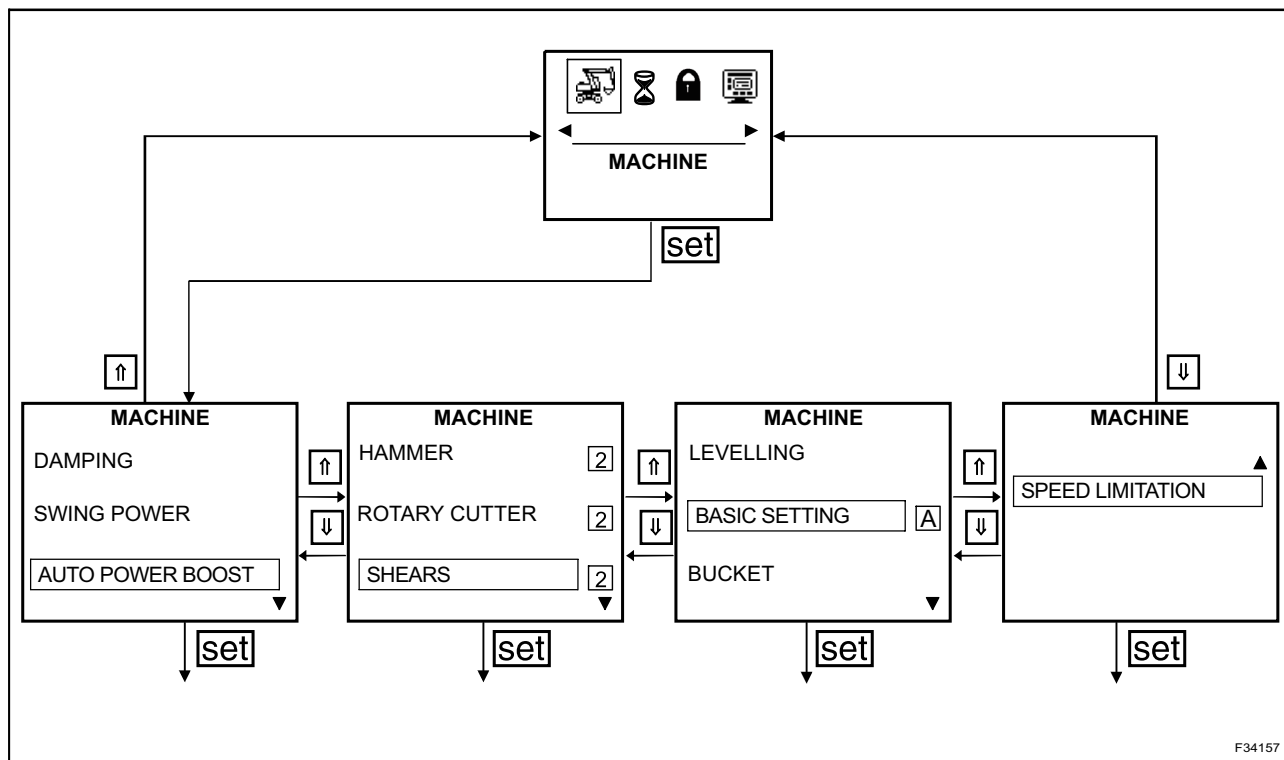 MACHINE
set
⇑
⇓
MACHINE
DAMPING
SWING POWER
AUTO POWER BOOST
set
⇑
⇓
MACHINE
HAMMER 2
ROTARY CUTTER 2
SHEARS 2
set
⇑
⇓
MACHINE
LEVELLING
BASIC SETTING A
BUCKET
set
⇑
⇓
MACHINE
SPEED LIMITATION
set
F34157